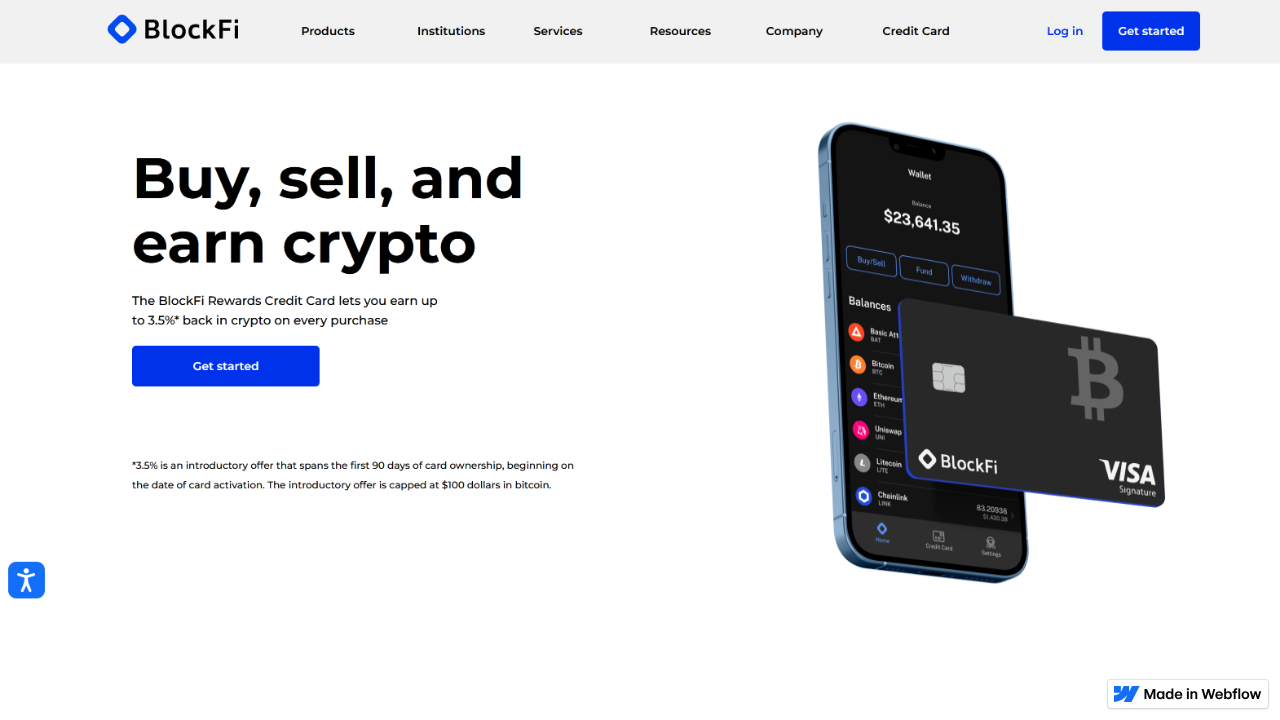 BlockFi
Products
Institutions
Services
Resources
Company
Credit Card
Log in
Get started
Buy, sell, and
earn crypto
The BlockFi Rewards Credit Card lets you earn up
to 3.5%* back in crypto on every purchase
Get started
*3.5% is an introductory offer that spans the first 90 days of card ownership, beginning on
the date of card activation. The introductory offer is capped at $100 dollars in bitcoin.
Wallet
Balance
$23,641.35
Buy/Sell
Fund
Withdraw
Balances
Basic Att
BAT
Bitcoin
BTC
Ethereum
ETH
Uniswap
UNI
Litecoin
LITE
Chainlink
LINK
83.20938
$1,420.38
Home
Credit Card
Settings
BlockFi
VISA
Signature
Made in Webflow